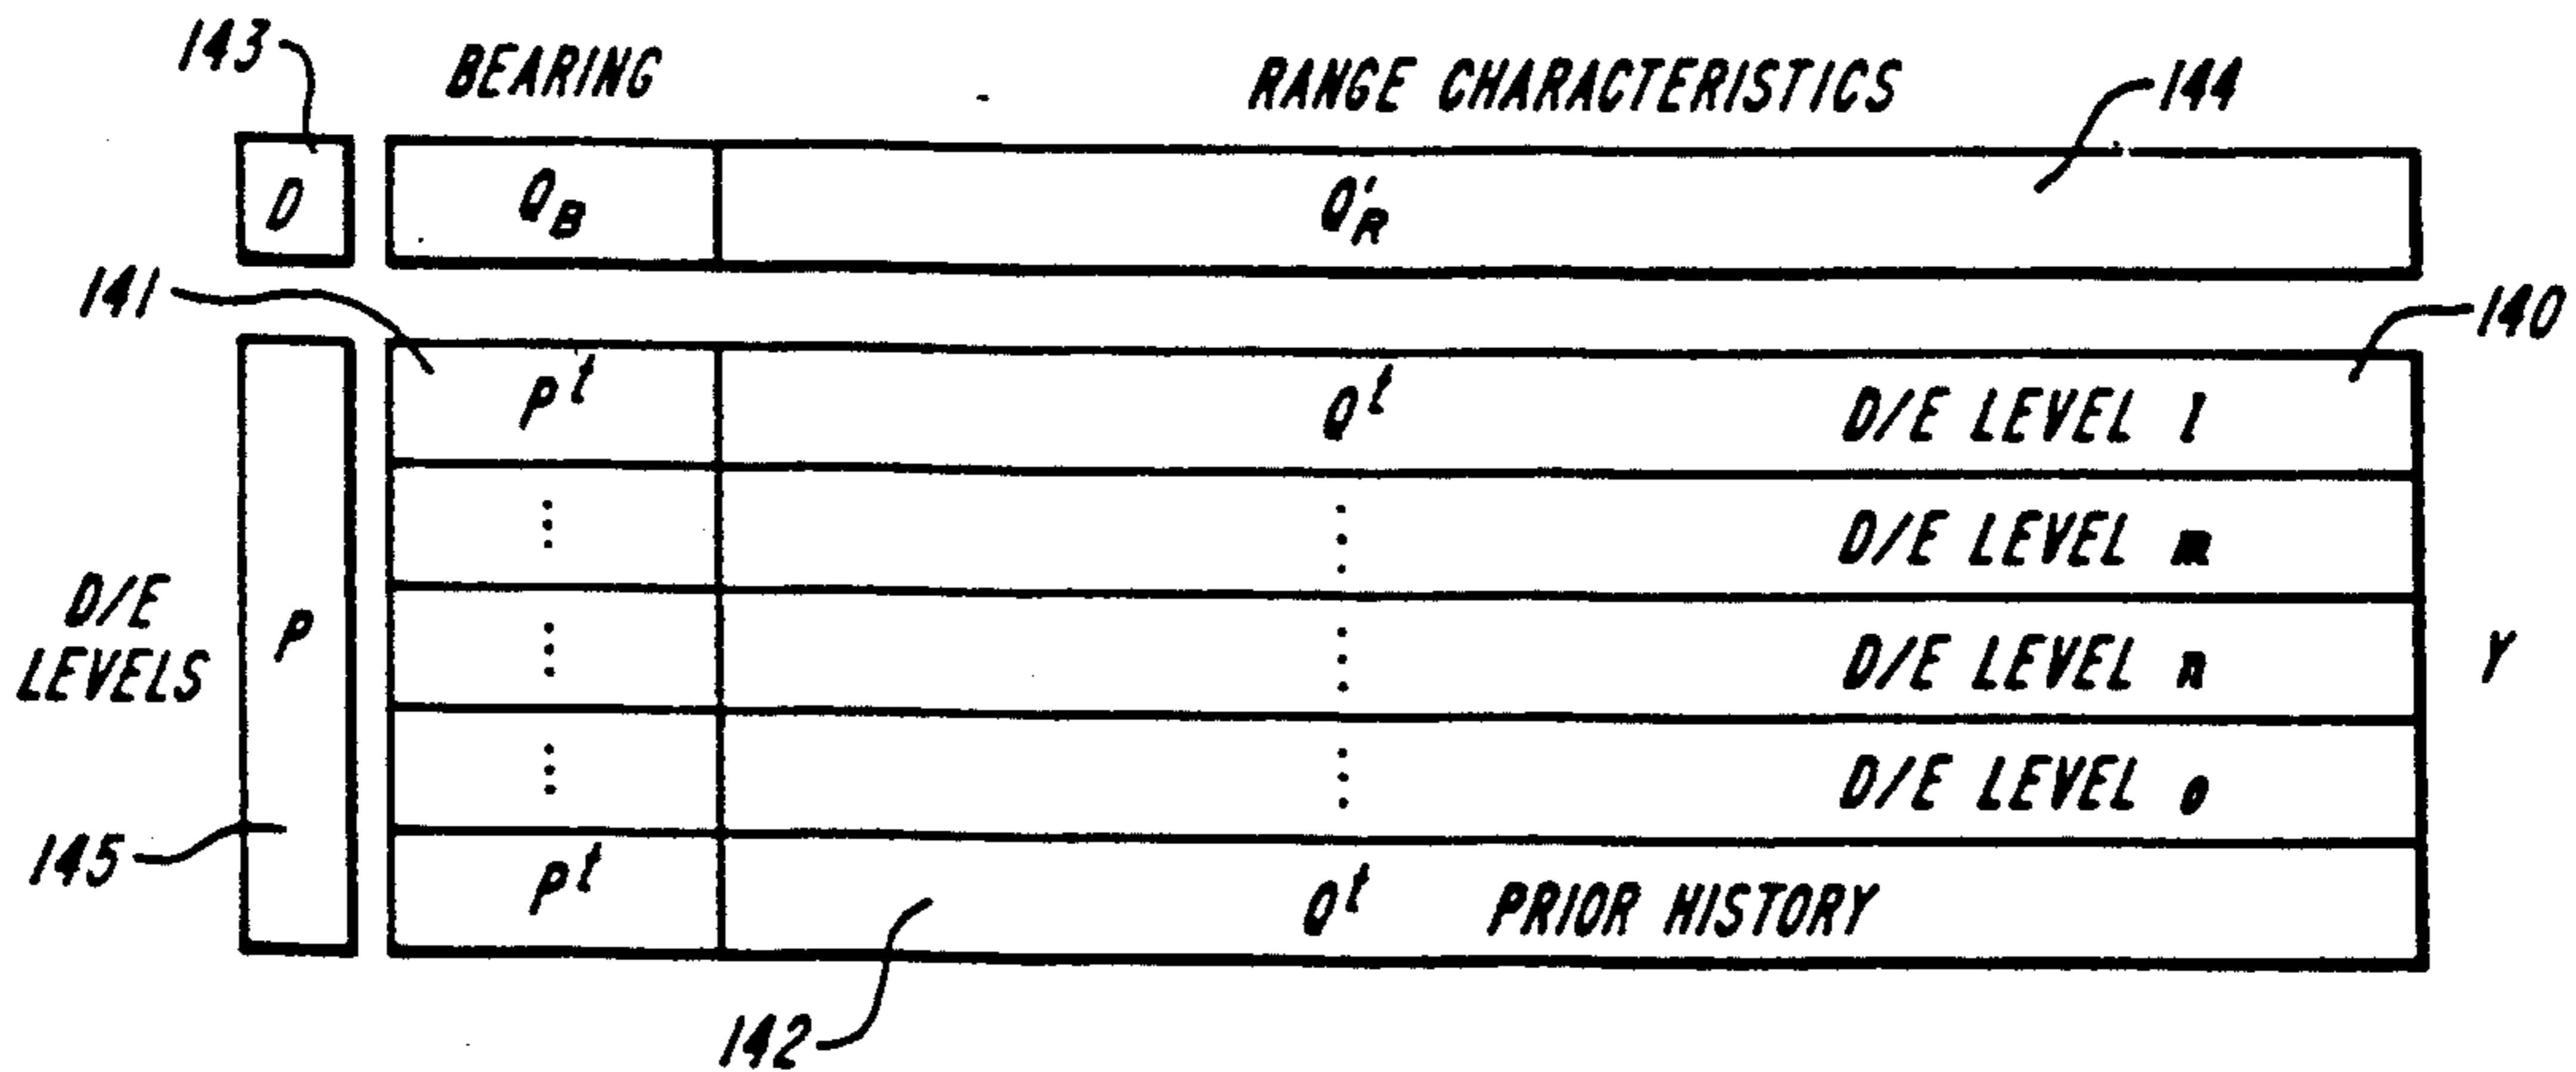 143 BEARING RANGE CHARACTERISTICS 144
D Q_B Q'_R
141 140
P^t Q^t D/E LEVEL l
⋮ ⋮ D/E LEVEL m
D/E LEVELS P ⋮ ⋮ D/E LEVEL n Y
⋮ ⋮ D/E LEVEL o
145 P^t Q^t PRIOR HISTORY
142